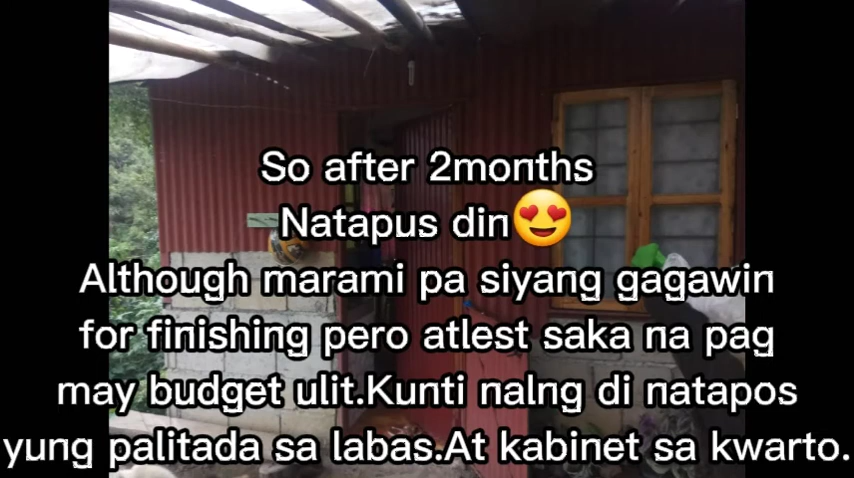 So after 2months
Natapus din😍
Although marami pa siyang gagawin
for finishing pero atlest saka na pag
may budget ulit.Kunti nalng di natapos
yung palitada sa labas.At kabinet sa kwarto.